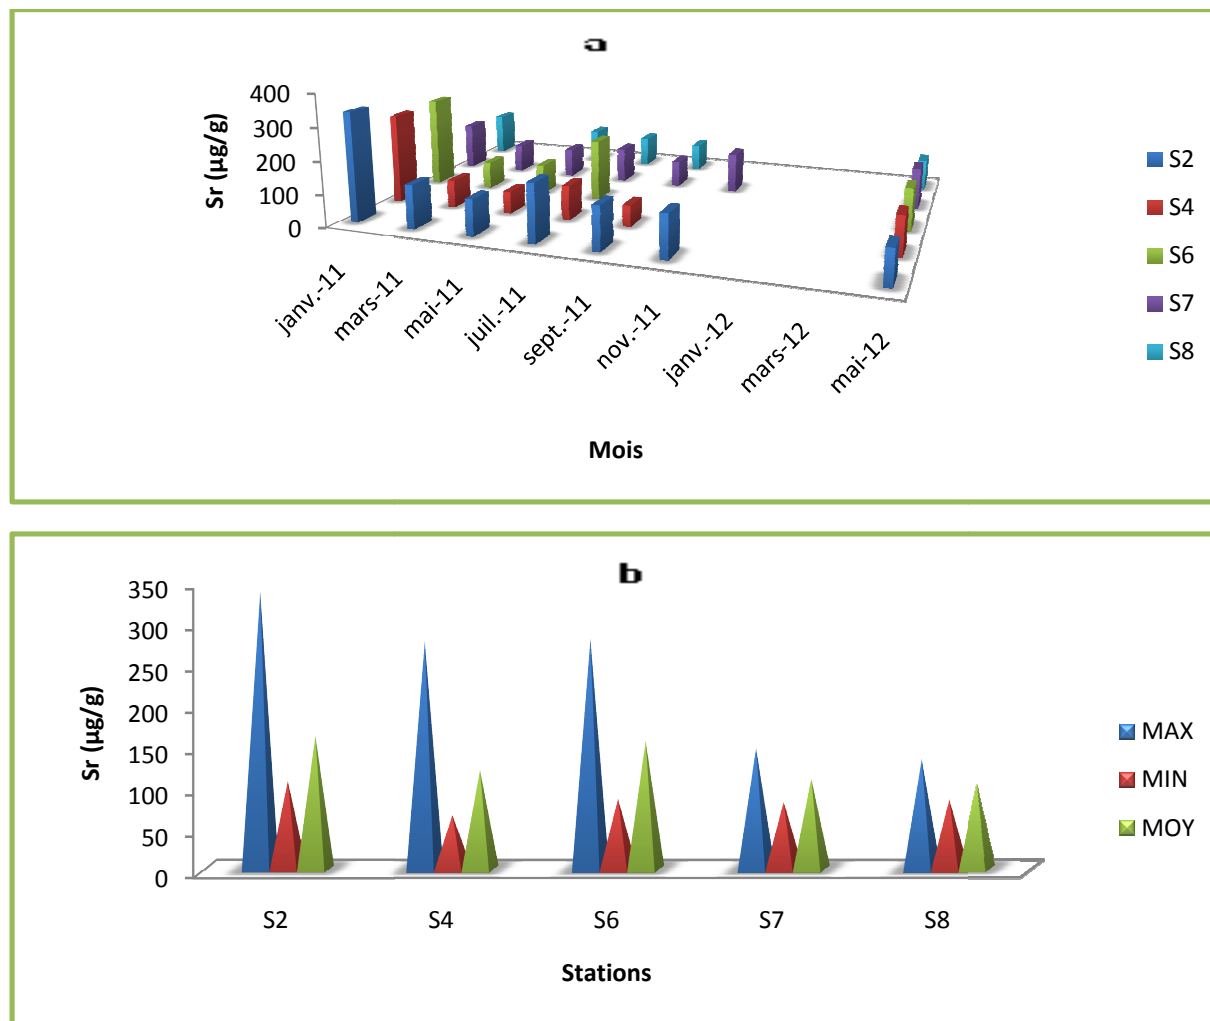 a
400
300
200
100
0
Sr (µg/g)
janv.-11
mars-11
mai-11
juil.-11
sept.-11
nov.-11
janv.-12
mars-12
mai-12
Mois
S2
S4
S6
S7
S8
b
350
300
250
200
150
100
50
0
Sr (µg/g)
S2 S4 S6 S7 S8
Stations
MAX
MIN
MOY